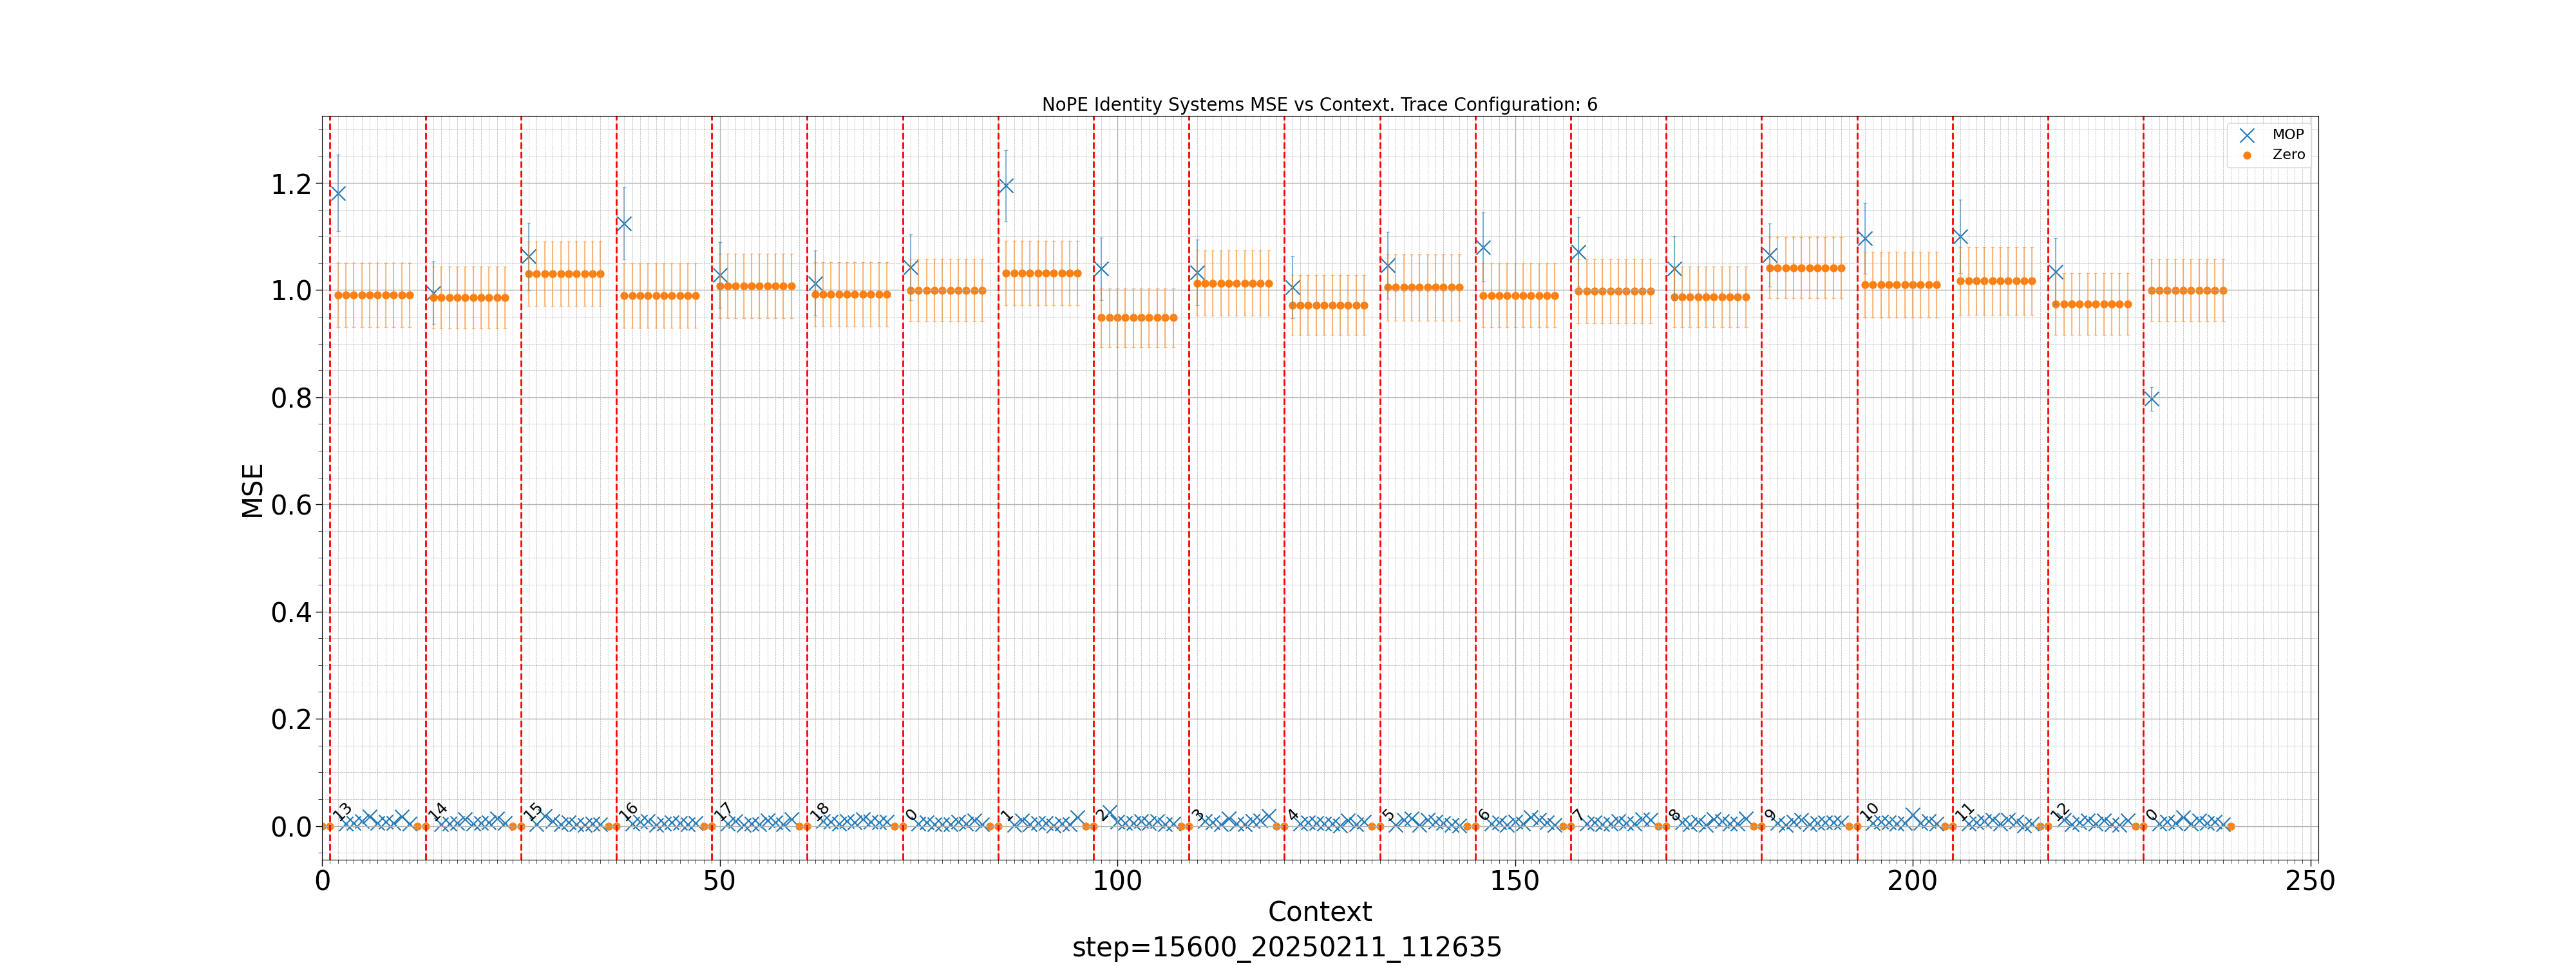 NoPE Identity Systems MSE vs Context. Trace Configuration: 6
MOP
Zero
1.2
1.0
0.8
0.6
0.4
0.2
0.0
MSE
13 14 15 16 17 18 0 1 2 3 4 5 6 7 8 9 10 11 12 0
0 50 100 150 200 250
Context
step=15600_20250211_112635